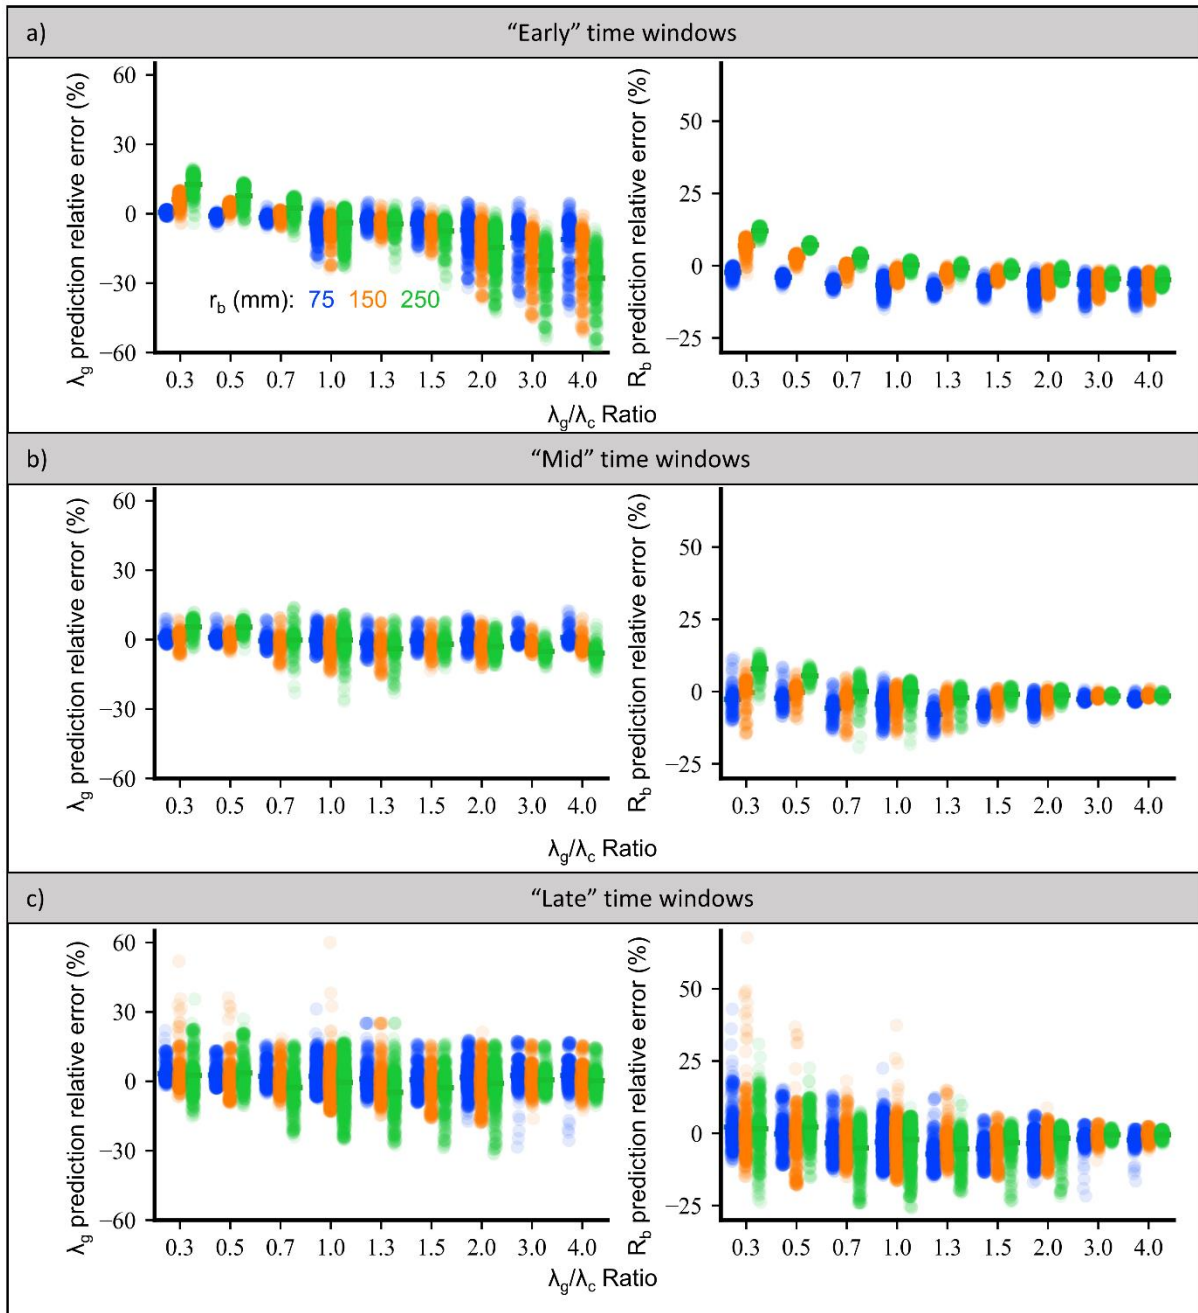 a) “Early” time windows
λg prediction relative error (%)
60
30
0
−30
−60
rb (mm): 75 150 250
0.3 0.5 0.7 1.0 1.3 1.5 2.0 3.0 4.0
Rb prediction relative error (%)
50
25
0
−25
0.3 0.5 0.7 1.0 1.3 1.5 2.0 3.0 4.0
λg/λc Ratio
b) “Mid” time windows
λg prediction relative error (%)
60
30
0
−30
−60
0.3 0.5 0.7 1.0 1.3 1.5 2.0 3.0 4.0
Rb prediction relative error (%)
50
25
0
−25
0.3 0.5 0.7 1.0 1.3 1.5 2.0 3.0 4.0
λg/λc Ratio
c) “Late” time windows
λg prediction relative error (%)
60
30
0
−30
−60
0.3 0.5 0.7 1.0 1.3 1.5 2.0 3.0 4.0
Rb prediction relative error (%)
50
25
0
−25
0.3 0.5 0.7 1.0 1.3 1.5 2.0 3.0 4.0
λg/λc Ratio